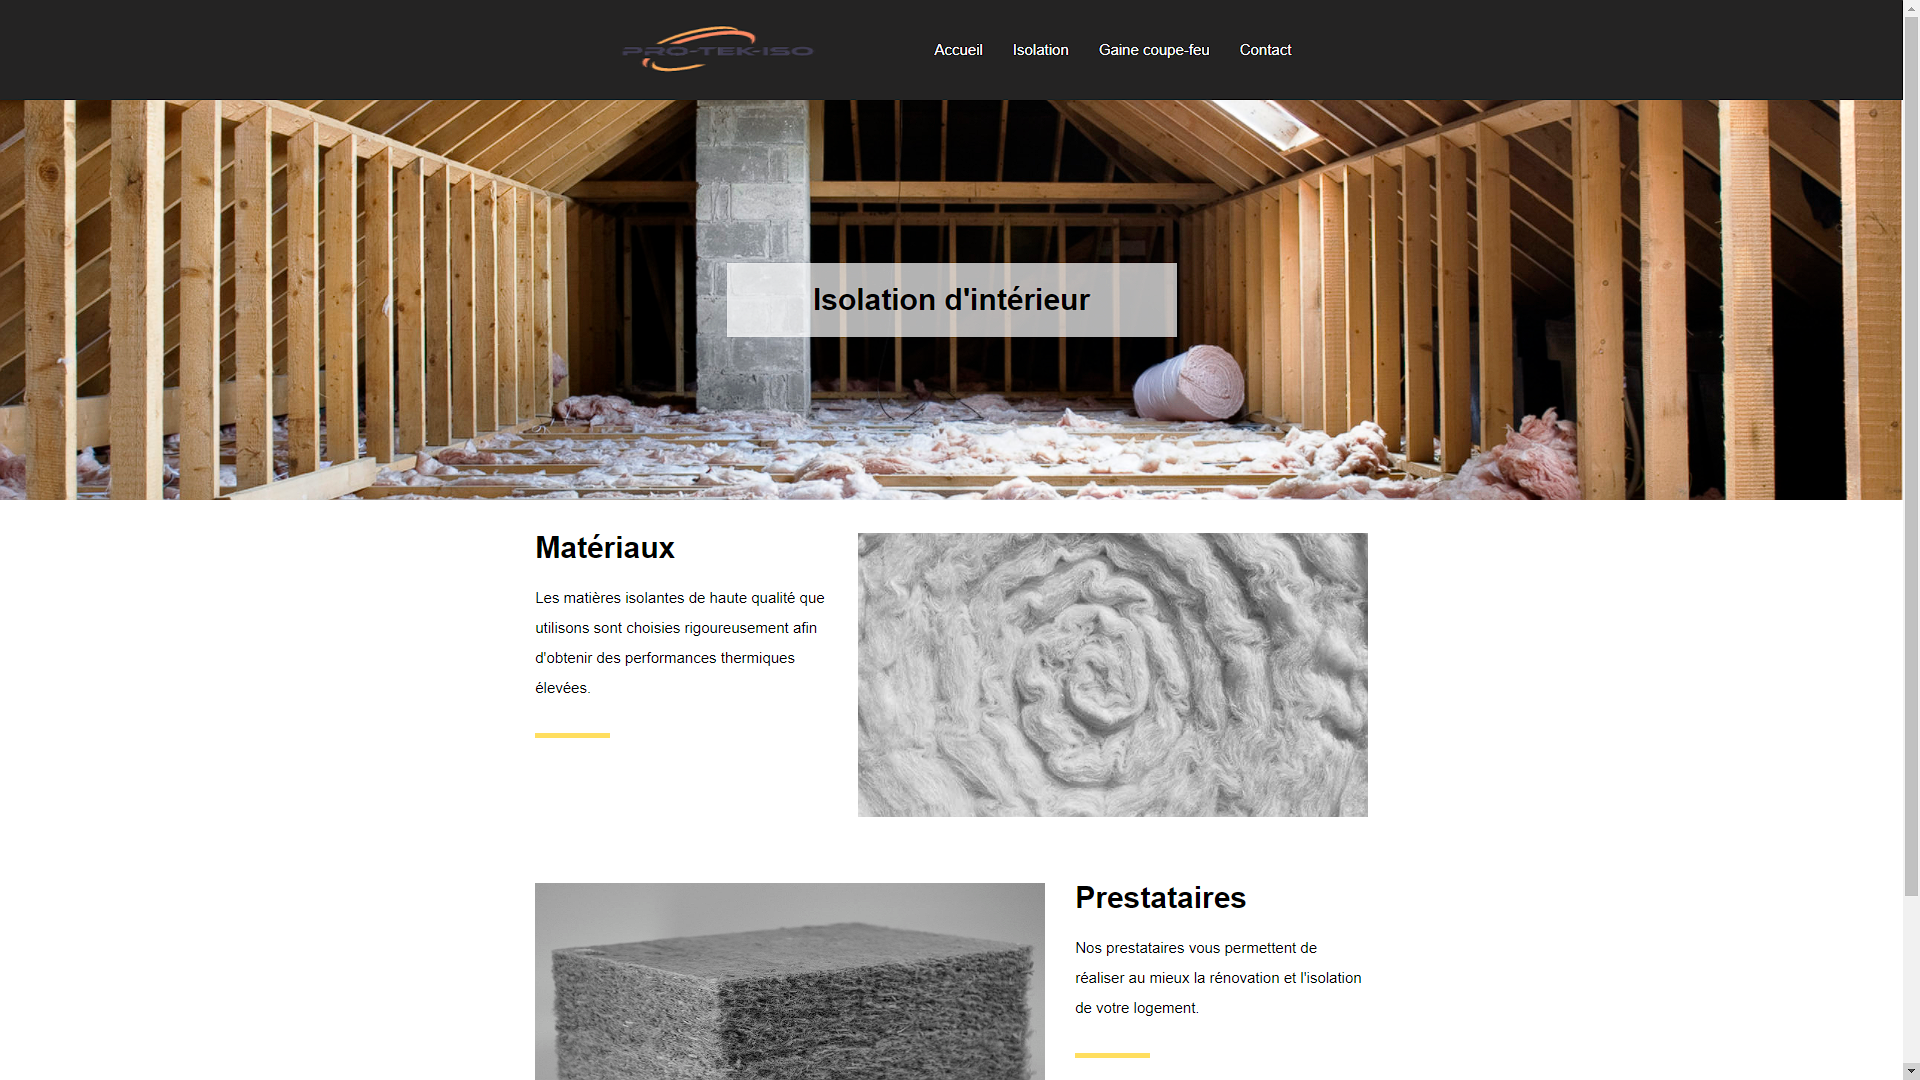 PRO-TEK-ISO
Accueil
Isolation
Gaine coupe-feu
Contact
Isolation d'intérieur
Matériaux
Les matières isolantes de haute qualité que
utilisons sont choisies rigoureusement afin
d'obtenir des performances thermiques
élevées.
Prestataires
Nos prestataires vous permettent de
réaliser au mieux la rénovation et l'isolation
de votre logement.